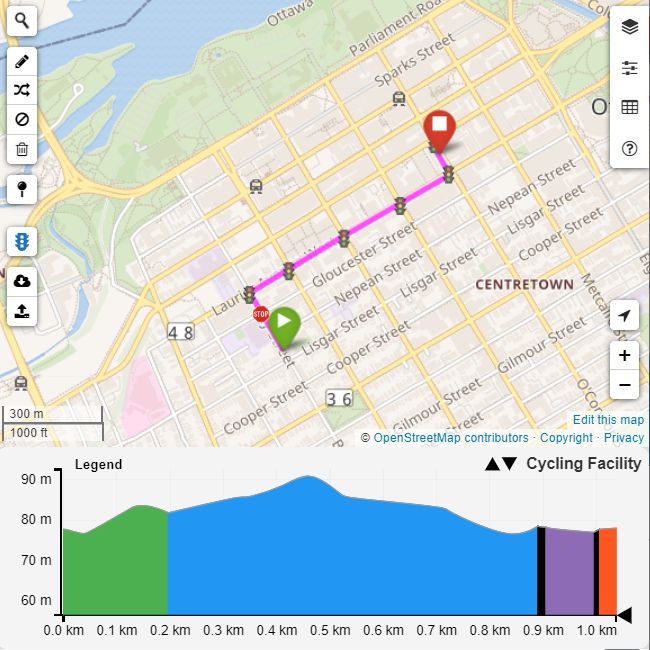 Ottawa
Parliament Road
Sparks Street
Nepean Street
Lisgar Street
Cooper Street
Gloucester Street
Nepean Street
Lisgar Street
CENTRETOWN
STOP
Lisgar Street
Cooper Street
Gilmour Street
4 8
3 6
Cooper Street
Gilmour Street
300 m
1000 ft
+
−
Edit this map
© OpenStreetMap contributors · Copyright · Privacy
Legend
▲▼ Cycling Facility
90 m
80 m
70 m
60 m
0.0 km 0.1 km 0.2 km 0.3 km 0.4 km 0.5 km 0.6 km 0.7 km 0.8 km 0.9 km 1.0 km